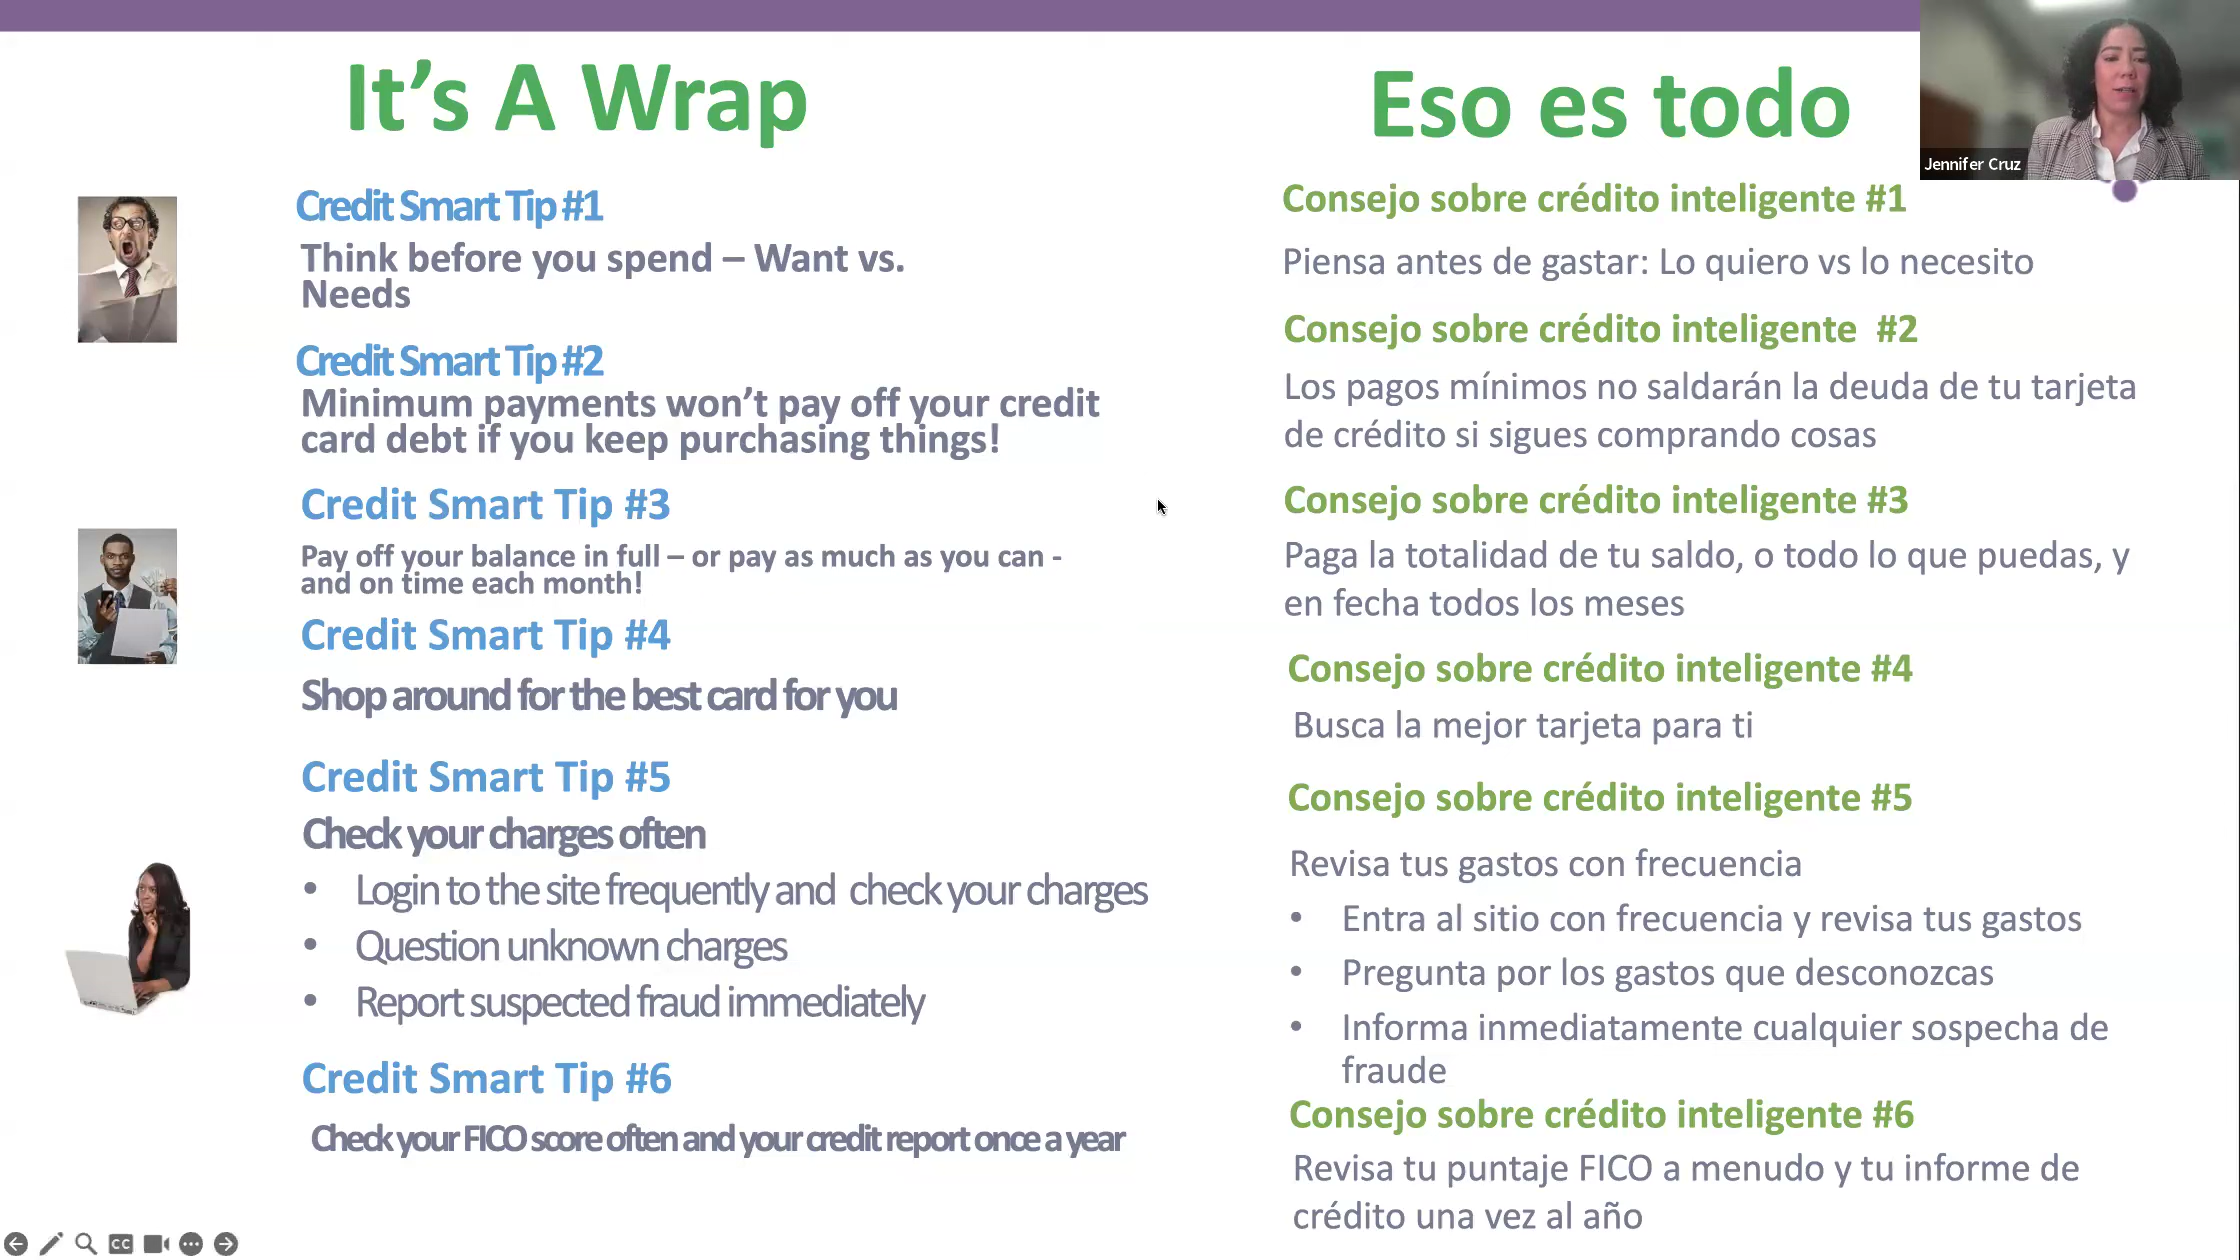 It's A Wrap
Credit Smart Tip #1
Think before you spend – Want vs.
Needs
Credit Smart Tip #2
Minimum payments won't pay off your credit
card debt if you keep purchasing things!
Credit Smart Tip #3
Pay off your balance in full – or pay as much as you can -
and on time each month!
Credit Smart Tip #4
Shop around for the best card for you
Credit Smart Tip #5
Check your charges often
• Login to the site frequently and check your charges
• Question unknown charges
• Report suspected fraud immediately
Credit Smart Tip #6
Check your FICO score often and your credit report once a year
Eso es todo
Consejo sobre crédito inteligente #1
Piensa antes de gastar: Lo quiero vs lo necesito
Consejo sobre crédito inteligente #2
Los pagos mínimos no saldarán la deuda de tu tarjeta
de crédito si sigues comprando cosas
Consejo sobre crédito inteligente #3
Paga la totalidad de tu saldo, o todo lo que puedas, y
en fecha todos los meses
Consejo sobre crédito inteligente #4
Busca la mejor tarjeta para ti
Consejo sobre crédito inteligente #5
Revisa tus gastos con frecuencia
• Entra al sitio con frecuencia y revisa tus gastos
• Pregunta por los gastos que desconozcas
• Informa inmediatamente cualquier sospecha de
fraude
Consejo sobre crédito inteligente #6
Revisa tu puntaje FICO a menudo y tu informe de
crédito una vez al año
Jennifer Cruz
CC